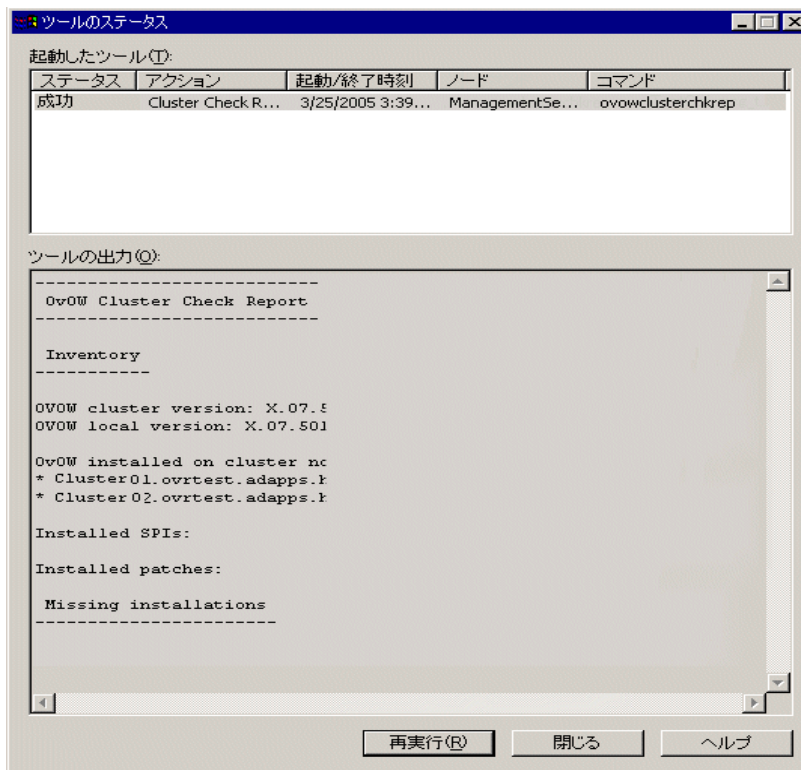 ツールのステータス
起動したツール(T):
ステータス アクション 起動/終了時刻 ノード コマンド
成功 Cluster Check R... 3/25/2005 3:39... ManagementSe... ovowclusterchkrep
ツールの出力(O):
-----------------------------
OvOW Cluster Check Report
-----------------------------
Inventory
-----------
OVOW cluster version: X.07.5
OVOW local version: X.07.501
OvOW installed on cluster no
* Cluster01.ovrtest.adapps.h
* Cluster02.ovrtest.adapps.h
Installed SPIs:
Installed patches:
Missing installations
-----------------------
再実行(R) 閉じる ヘルプ